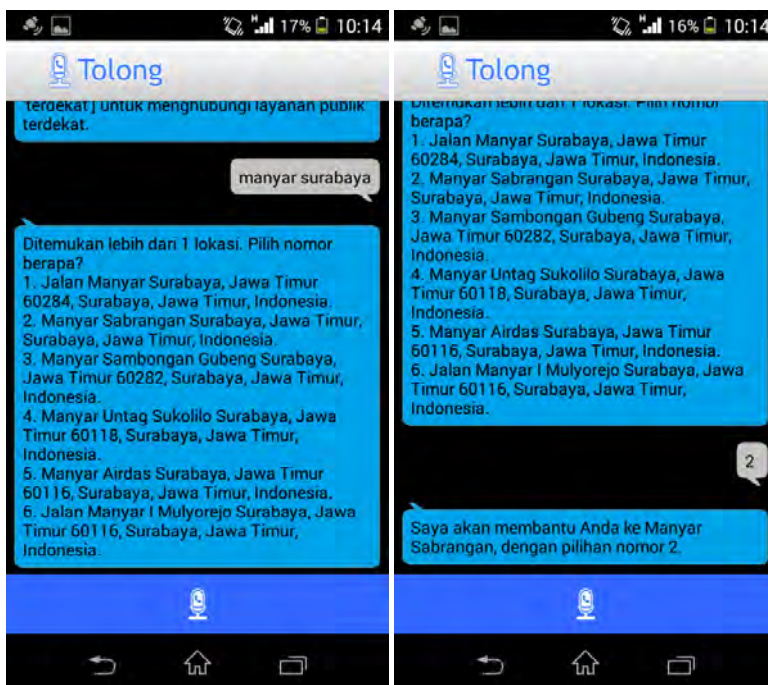 17% 10:14
Tolong
terdekat] untuk menghubungi layanan publik
terdekat.
manyar surabaya
Ditemukan lebih dari 1 lokasi. Pilih nomor
berapa?
1. Jalan Manyar Surabaya, Jawa Timur
60284, Surabaya, Jawa Timur, Indonesia.
2. Manyar Sabrangan Surabaya, Jawa Timur,
Surabaya, Jawa Timur, Indonesia.
3. Manyar Sambongan Gubeng Surabaya,
Jawa Timur 60282, Surabaya, Jawa Timur,
Indonesia.
4. Manyar Untag Sukolilo Surabaya, Jawa
Timur 60118, Surabaya, Jawa Timur,
Indonesia.
5. Manyar Airdas Surabaya, Jawa Timur
60116, Surabaya, Jawa Timur, Indonesia.
6. Jalan Manyar I Mulyorejo Surabaya, Jawa
Timur 60116, Surabaya, Jawa Timur,
Indonesia.
H 16% 10:14
Tolong
Ditemukan lebih dari 1 lokasi. Pilih nomor
berapa?
1. Jalan Manyar Surabaya, Jawa Timur
60284, Surabaya, Jawa Timur, Indonesia.
2. Manyar Sabrangan Surabaya, Jawa Timur,
Surabaya, Jawa Timur, Indonesia.
3. Manyar Sambongan Gubeng Surabaya,
Jawa Timur 60282, Surabaya, Jawa Timur,
Indonesia.
4. Manyar Untag Sukolilo Surabaya, Jawa
Timur 60118, Surabaya, Jawa Timur,
Indonesia.
5. Manyar Airdas Surabaya, Jawa Timur
60116, Surabaya, Jawa Timur, Indonesia.
6. Jalan Manyar I Mulyorejo Surabaya, Jawa
Timur 60116, Surabaya, Jawa Timur,
Indonesia.
2
Saya akan membantu Anda ke Manyar
Sabrangan, dengan pilihan nomor 2.